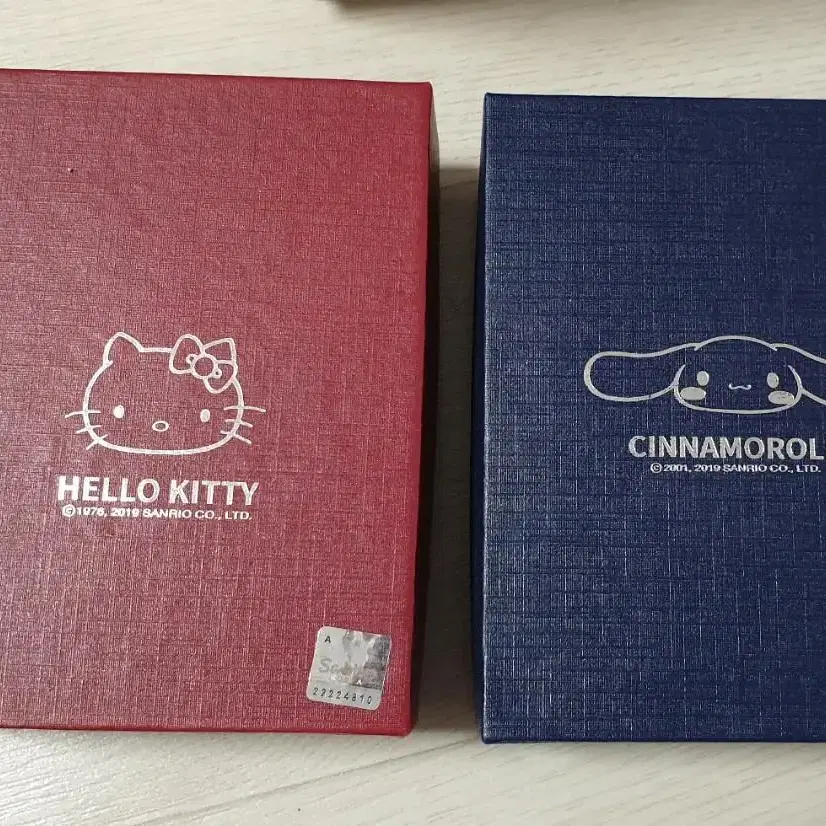 HELLO KITTY
©1976, 2019 SANRIO CO., LTD.
A
22224810
CINNAMOROL
©2001, 2019 SANRIO CO., LTD.